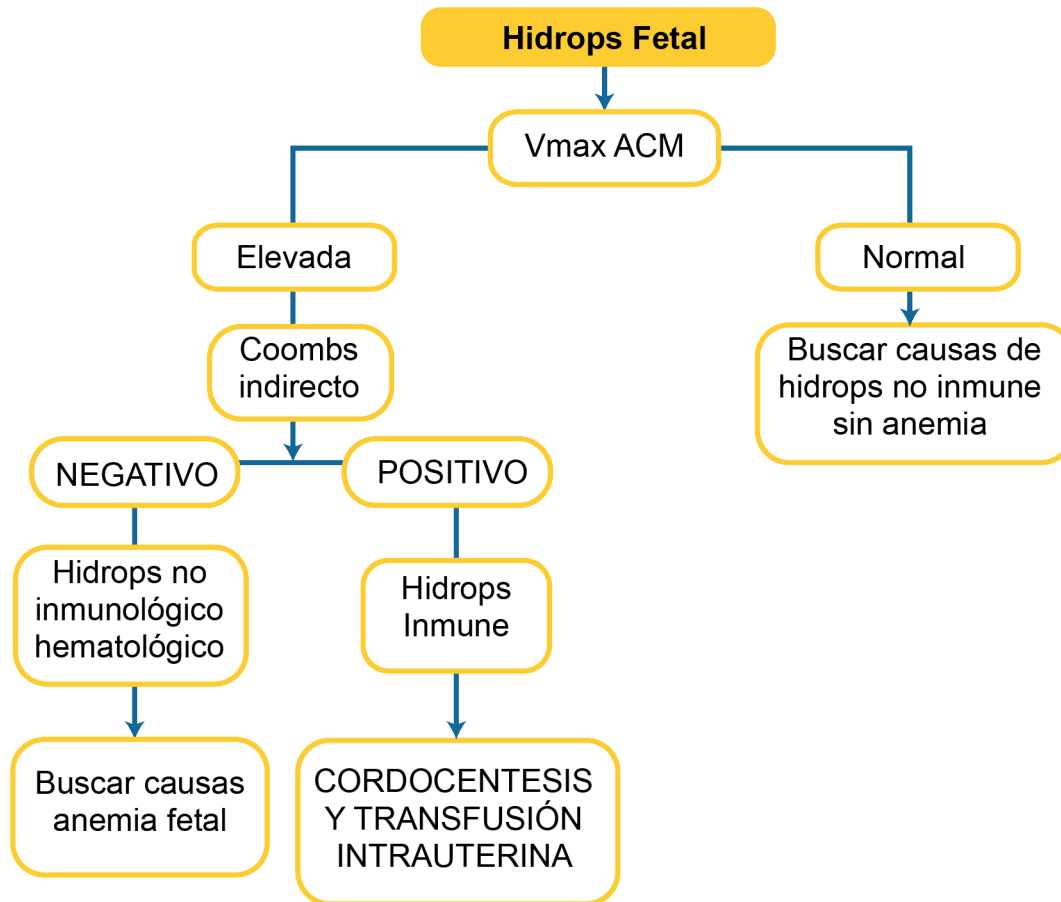 Hidrops Fetal
Vmax ACM
Elevada
Normal
Coombs
indirecto
Buscar causas de
hidrops no inmune
sin anemia
NEGATIVO
POSITIVO
Hidrops no
inmunológico
hematológico
Hidrops
Inmune
Buscar causas
anemia fetal
CORDOCENTESIS
Y TRANSFUSIÓN
INTRAUTERINA